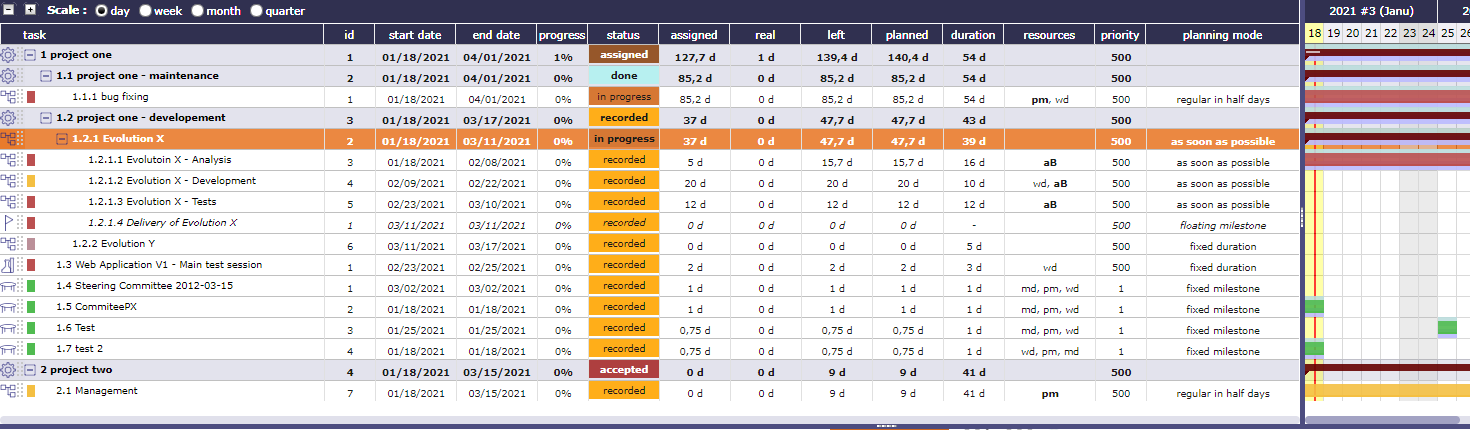 Scale : day week month quarter
2021 #3 (Janu) 20
task id start date end date progress status assigned real left planned duration resources priority planning mode
18 19 20 21 22 23 24 25 26
1 project one 1 01/18/2021 04/01/2021 1% assigned 127,7 d 1 d 139,4 d 140,4 d 54 d 500
1.1 project one - maintenance 2 01/18/2021 04/01/2021 0% done 85,2 d 0 d 85,2 d 85,2 d 54 d 500
1.1.1 bug fixing 1 01/18/2021 04/01/2021 0% in progress 85,2 d 0 d 85,2 d 85,2 d 54 d pm, wd 500 regular in half days
1.2 project one - developement 3 01/18/2021 03/17/2021 0% recorded 37 d 0 d 47,7 d 47,7 d 43 d 500
1.2.1 Evolution X 2 01/18/2021 03/11/2021 0% in progress 37 d 0 d 47,7 d 47,7 d 39 d 500 as soon as possible
1.2.1.1 Evolutoin X - Analysis 3 01/18/2021 02/08/2021 0% recorded 5 d 0 d 15,7 d 15,7 d 16 d aB 500 as soon as possible
1.2.1.2 Evolution X - Development 4 02/09/2021 02/22/2021 0% recorded 20 d 0 d 20 d 20 d 10 d wd, aB 500 as soon as possible
1.2.1.3 Evolution X - Tests 5 02/23/2021 03/10/2021 0% recorded 12 d 0 d 12 d 12 d 12 d aB 500 as soon as possible
1.2.1.4 Delivery of Evolution X 1 03/11/2021 03/11/2021 0% recorded 0 d 0 d 0 d 0 d - 500 floating milestone
1.2.2 Evolution Y 6 03/11/2021 03/17/2021 0% recorded 0 d 0 d 0 d 0 d 5 d 500 fixed duration
1.3 Web Application V1 - Main test session 1 02/23/2021 02/25/2021 0% recorded 2 d 0 d 2 d 2 d 3 d wd 500 fixed duration
1.4 Steering Committee 2012-03-15 1 03/02/2021 03/02/2021 0% recorded 1 d 0 d 1 d 1 d 1 d md, pm, wd 1 fixed milestone
1.5 CommiteePX 2 01/18/2021 01/18/2021 0% recorded 1 d 0 d 1 d 1 d 1 d md, pm, wd 1 fixed milestone
1.6 Test 3 01/25/2021 01/25/2021 0% recorded 0,75 d 0 d 0,75 d 0,75 d 1 d md, pm, wd 1 fixed milestone
1.7 test 2 4 01/18/2021 01/18/2021 0% recorded 0,75 d 0 d 0,75 d 0,75 d 1 d wd, pm, md 1 fixed milestone
2 project two 4 01/18/2021 03/15/2021 0% accepted 0 d 0 d 9 d 9 d 41 d 500
2.1 Management 7 01/18/2021 03/15/2021 0% recorded 0 d 0 d 9 d 9 d 41 d pm 500 regular in half days